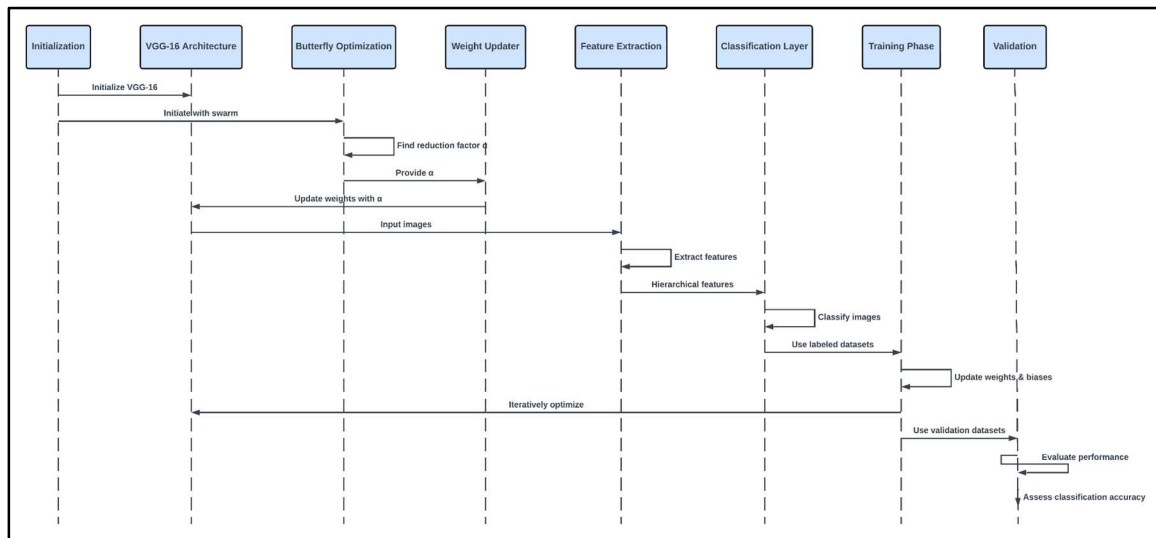 Initialization
VGG-16 Architecture
Butterfly Optimization
Weight Updater
Feature Extraction
Classification Layer
Training Phase
Validation
Initialize VGG-16
Initiate with swarm
Find reduction factor α
Provide α
Update weights with α
Input images
Extract features
Hierarchical features
Classify images
Use labeled datasets
Update weights & biases
Iteratively optimize
Use validation datasets
Evaluate performance
Assess classification accuracy